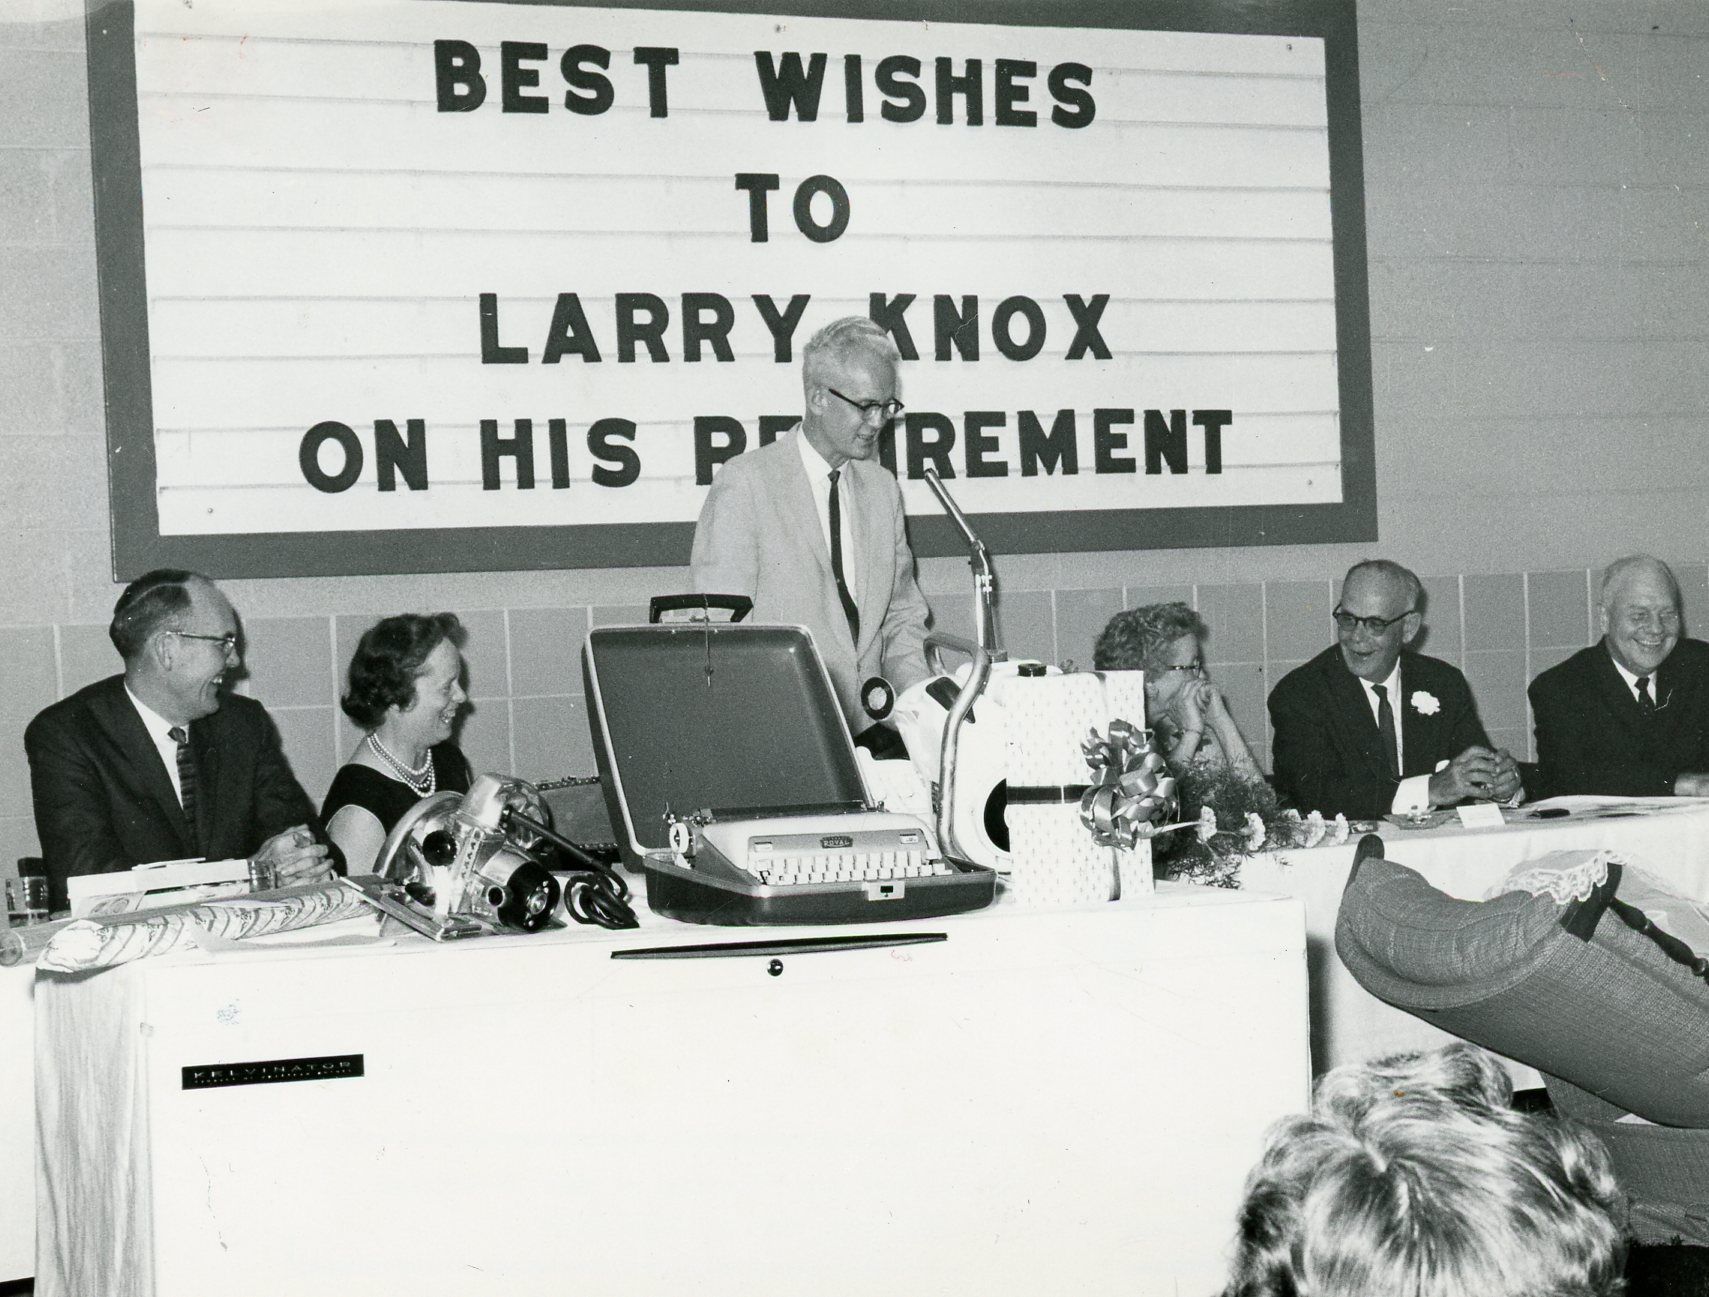 BEST WISHES
TO
LARRY KNOX
ON HIS RETIREMENT
ROYAL
KELVINATOR